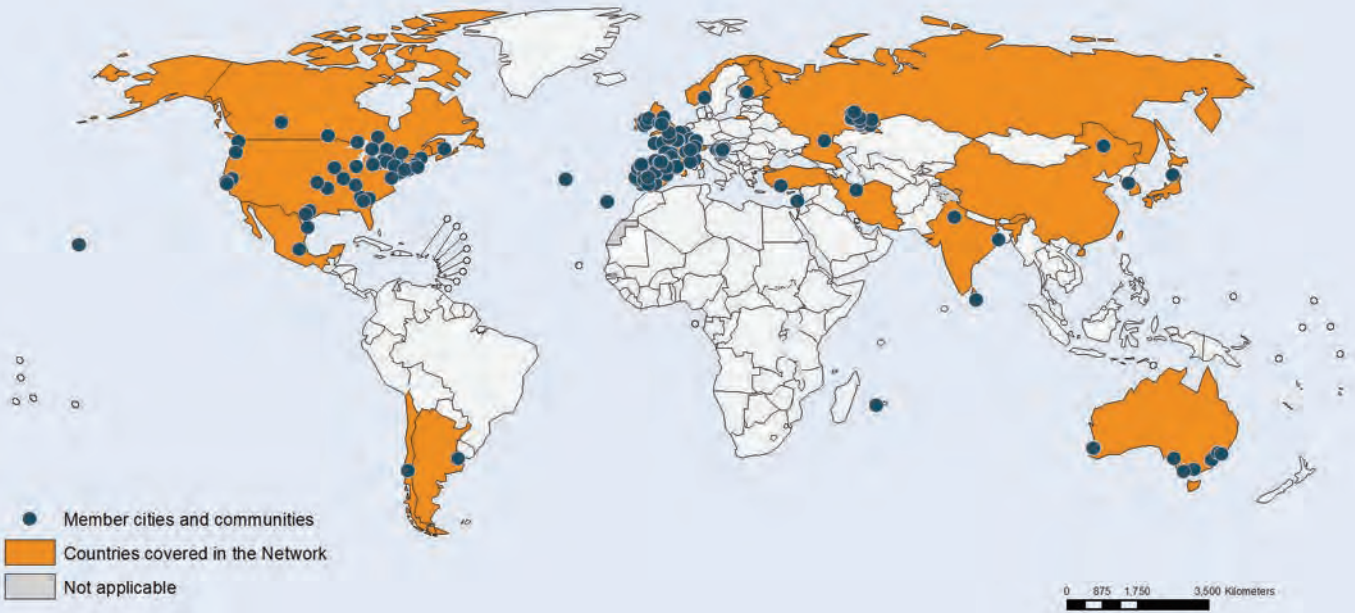 Member cities and communities
Countries covered in the Network
Not applicable
0 875 1,750 3,500 Kilometers